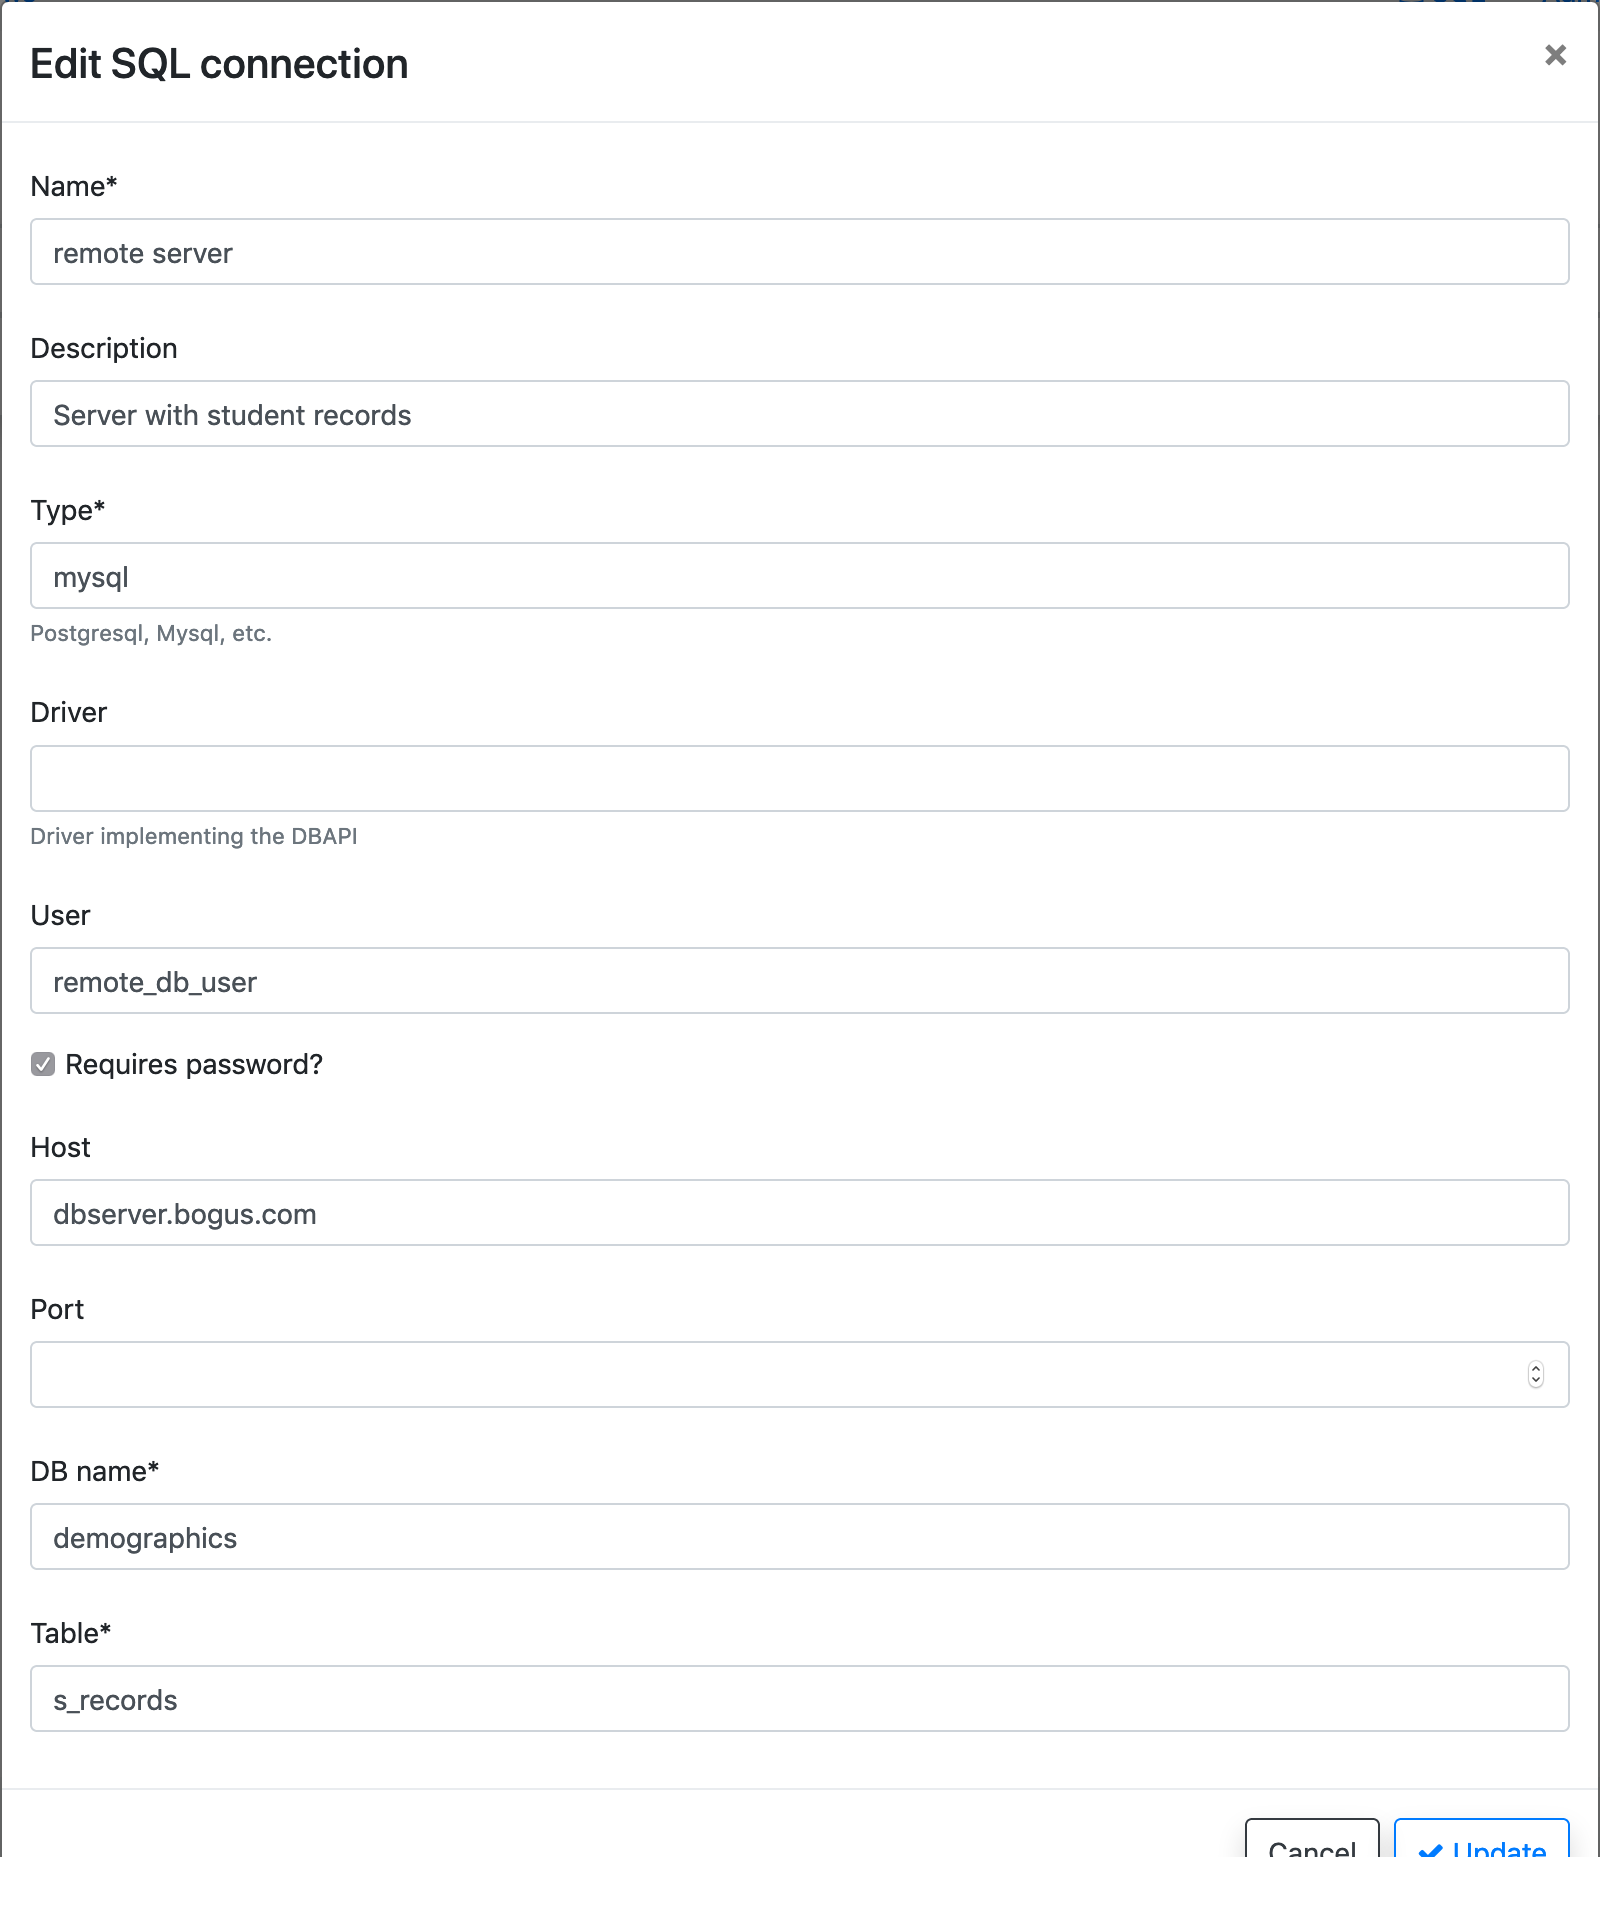 Edit SQL connection
Name*
remote server
Description
Server with student records
Type*
mysql
Postgresql, Mysql, etc.
Driver
Driver implementing the DBAPI
User
remote_db_user
Requires password?
Host
dbserver.bogus.com
Port
DB name*
demographics
Table*
s_records
Cancel Update